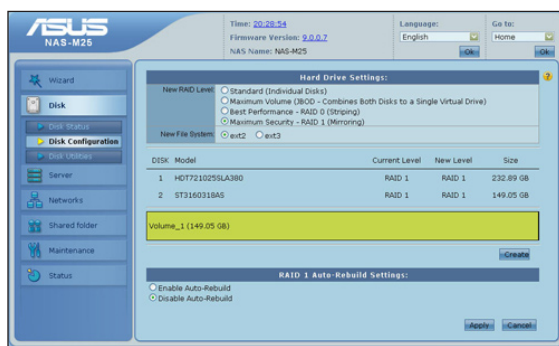 ASUS
NAS-M25
Time: 20:28:54
Firmware Version: 9.0.0.7
NAS Name: NAS-M25
Language:
English
Ok
Go to:
Home
Ok
Wizard
Disk
Disk Status
Disk Configuration
Disk Utilities
Server
Networks
Shared folder
Maintenance
Status
Hard Drive Settings:
?
New RAID Level:
Standard (Individual Disks)
Maximum Volume (JBOD - Combines Both Disks to a Single Virtual Drive)
Best Performance - RAID 0 (Striping)
Maximum Security - RAID 1 (Mirroring)
New File System: ext2 ext3
DISK Model Current Level New Level Size
1 HDT721025SLA380 RAID 1 RAID 1 232.89 GB
2 ST3160318AS RAID 1 RAID 1 149.05 GB
Volume_1 (149.05 GB)
Create
RAID 1 Auto-Rebuild Settings:
Enable Auto-Rebuild
Disable Auto-Rebuild
Apply Cancel